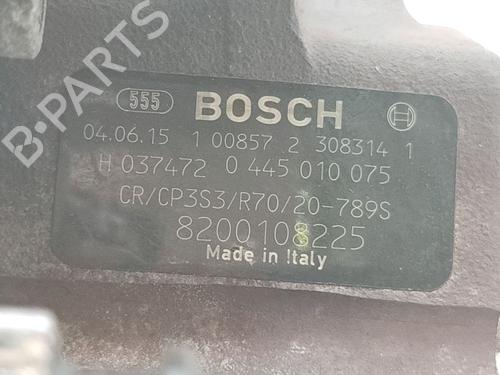 B-PARTS
555 BOSCH
04.06.15 1 00857 2 308314 1
H 037472 0 445 010 075
CR/CP3S3/R70/20-789S
8200108225
Made in Italy